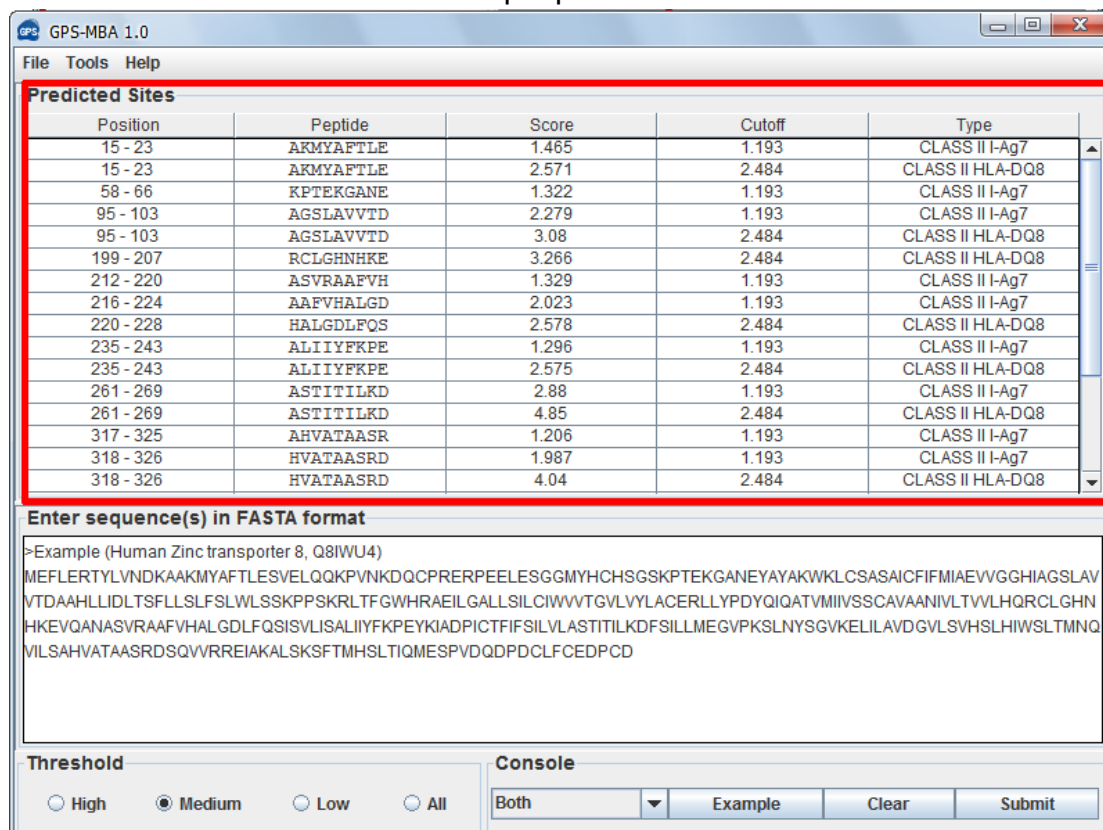 GPS GPS-MBA 1.0
File Tools Help
Predicted Sites
Position Peptide Score Cutoff Type
15 - 23 AKMYAFTLE 1.465 1.193 CLASS II I-Ag7
15 - 23 AKMYAFTLE 2.571 2.484 CLASS II HLA-DQ8
58 - 66 KPTEKGANE 1.322 1.193 CLASS II I-Ag7
95 - 103 AGSLAVVTD 2.279 1.193 CLASS II I-Ag7
95 - 103 AGSLAVVTD 3.08 2.484 CLASS II HLA-DQ8
199 - 207 RCLGHNHKE 3.266 2.484 CLASS II HLA-DQ8
212 - 220 ASVRAAFVH 1.329 1.193 CLASS II I-Ag7
216 - 224 AAFVHALGD 2.023 1.193 CLASS II I-Ag7
220 - 228 HALGDLFQS 2.578 2.484 CLASS II HLA-DQ8
235 - 243 ALIIYFKPE 1.296 1.193 CLASS II I-Ag7
235 - 243 ALIIYFKPE 2.575 2.484 CLASS II HLA-DQ8
261 - 269 ASTITILKD 2.88 1.193 CLASS II I-Ag7
261 - 269 ASTITILKD 4.85 2.484 CLASS II HLA-DQ8
317 - 325 AHVATAASR 1.206 1.193 CLASS II I-Ag7
318 - 326 HVATAASRD 1.987 1.193 CLASS II I-Ag7
318 - 326 HVATAASRD 4.04 2.484 CLASS II HLA-DQ8
Enter sequence(s) in FASTA format
>Example (Human Zinc transporter 8, Q8IWU4)
MEFLERTYLVNDKAAKMYAFTLESVELQQKPVNKDQCPRERPEELESGGMYHCHSGSKPTEKGANEYAYAKWKLCSASAICFIFMIAEVVGGHIAGSLAV
VTDAAHLLIDLTSFLLSLFSLWLSSKPPSKRLTFGWHRAEILGALLSILCIWVVTGVLVYLACERLLYPDYQIQATVMIIVSSCAVAANIVLTVVLHQRCLGHN
HKEVQANASVRAAFVHALGDLFQSISVLISALIIYFKPEYKIADPICTFIFSILVLASTITILKDFSILLMEGVPKSLNYSGVKELILAVDGVLSVHSLHIWSLTMNQ
VILSAHVATAASRDSQVVRREIAKALSKSFTMHSLTIQMESPVDQDPDCLFCEDPCD
Threshold Console
High Medium Low All Both Example Clear Submit